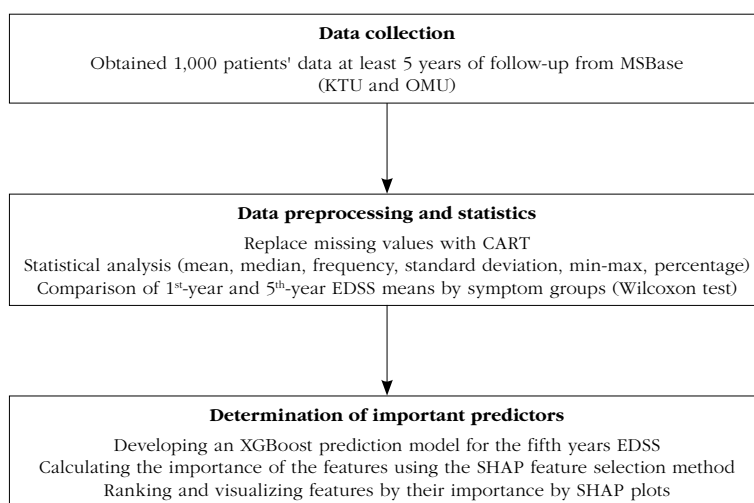 Data collection
Obtained 1,000 patients' data at least 5 years of follow-up from MSBase
(KTU and OMU)
Data preprocessing and statistics
Replace missing values with CART
Statistical analysis (mean, median, frequency, standard deviation, min-max, percentage)
Comparison of 1st-year and 5th-year EDSS means by symptom groups (Wilcoxon test)
Determination of important predictors
Developing an XGBoost prediction model for the fifth years EDSS
Calculating the importance of the features using the SHAP feature selection method
Ranking and visualizing features by their importance by SHAP plots